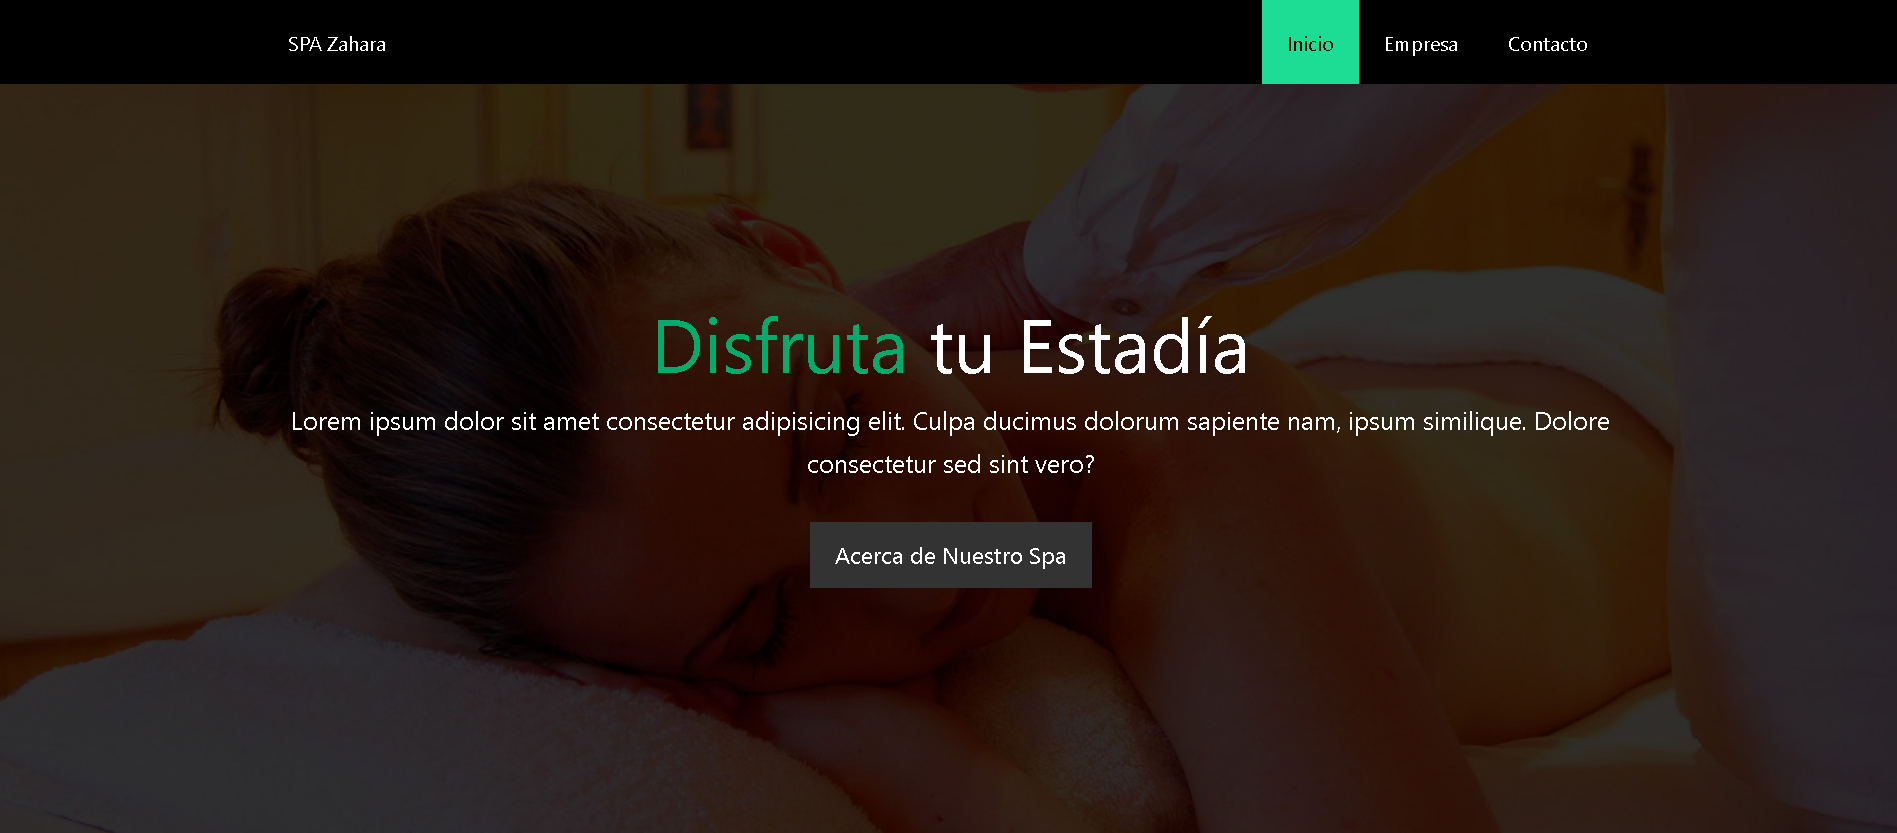 SPA Zahara
Inicio
Empresa
Contacto
Disfruta tu Estadía
Lorem ipsum dolor sit amet consectetur adipisicing elit. Culpa ducimus dolorum sapiente nam, ipsum similique. Dolore
consectetur sed sint vero?
Acerca de Nuestro Spa